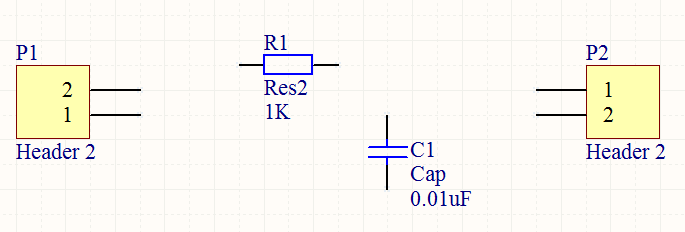 P1
2
1
Header 2
R1
Res2
1K
C1
Cap
0.01uF
P2
1
2
Header 2